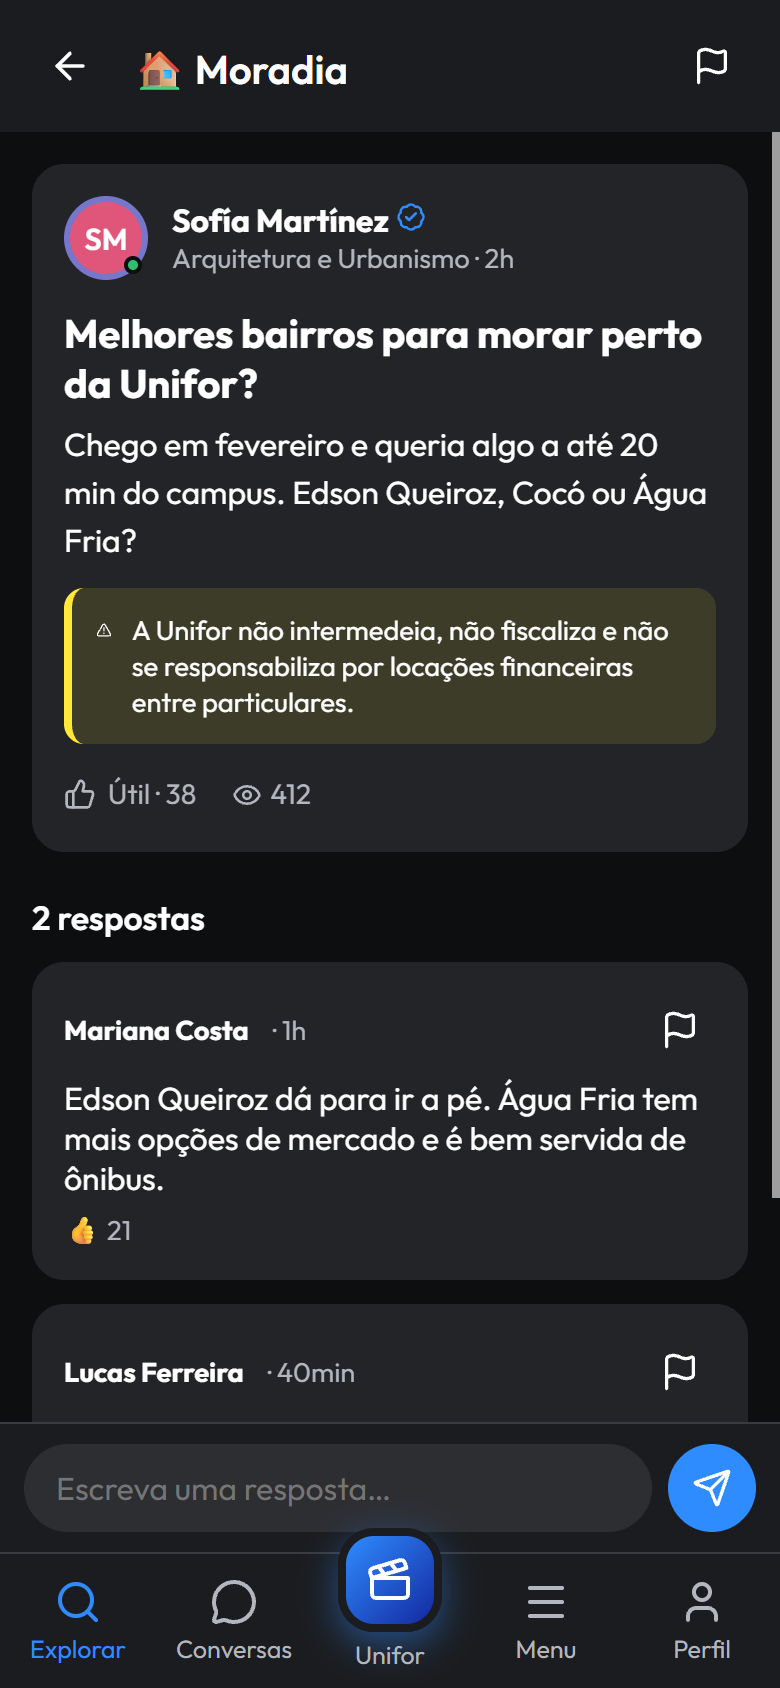 Moradia
SM
Sofía Martínez
Arquitetura e Urbanismo · 2h
Melhores bairros para morar perto
da Unifor?
Chego em fevereiro e queria algo a até 20
min do campus. Edson Queiroz, Cocó ou Água
Fria?
A Unifor não intermedeia, não fiscaliza e não
se responsabiliza por locações financeiras
entre particulares.
Útil · 38 412
2 respostas
Mariana Costa · 1h
Edson Queiroz dá para ir a pé. Água Fria tem
mais opções de mercado e é bem servida de
ônibus.
👍 21
Lucas Ferreira · 40min
Escreva uma resposta...
Explorar Conversas Unifor Menu Perfil